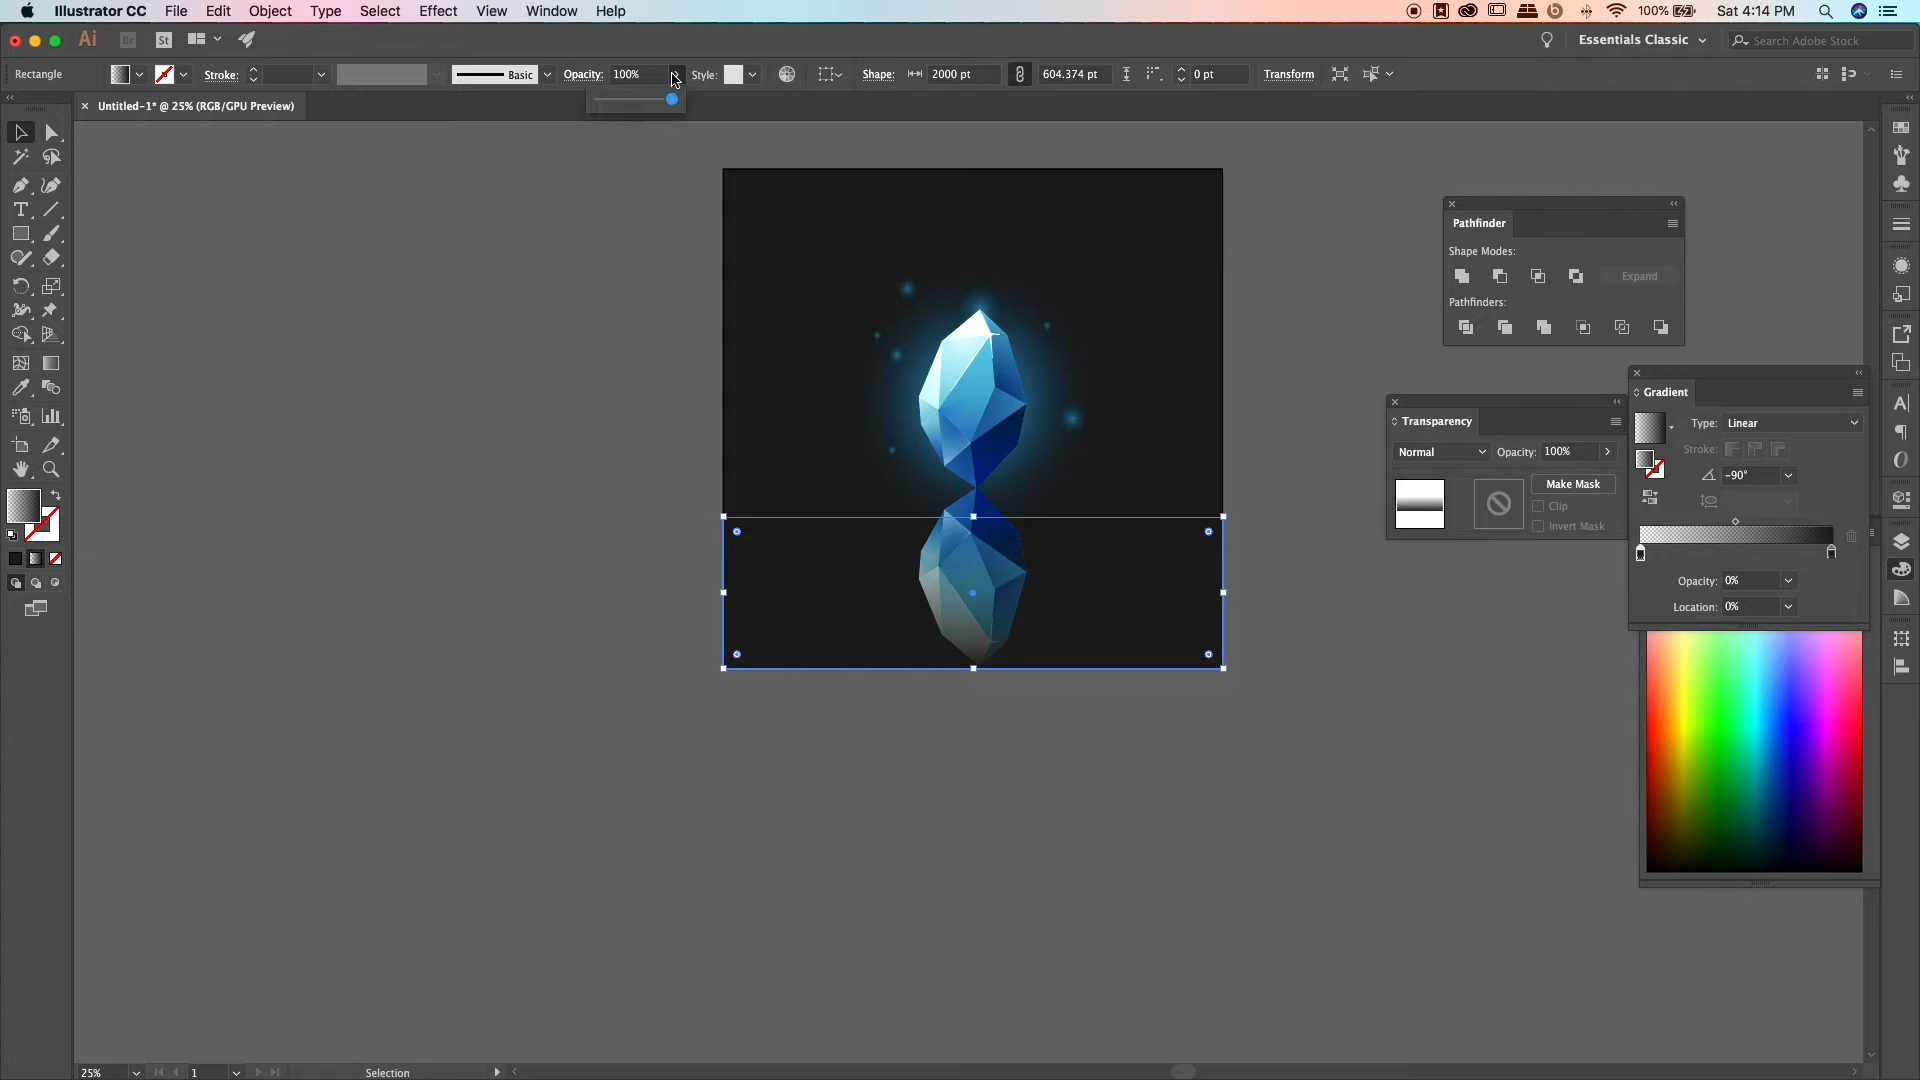 Illustrator CC File Edit Object Type Select Effect View Window Help 100% Sat 4:14 PM
Ai Br St Essentials Classic Search Adobe Stock
Rectangle Stroke: Basic Opacity: 100% Style: Shape: 2000 pt 604.374 pt 0 pt Transform
× Untitled-1* @ 25% (RGB/GPU Preview)
Pathfinder
Shape Modes:
Expand
Pathfinders:
Gradient
Type: Linear
Stroke:
-90°
Opacity: 0%
Location: 0%
Transparency
Normal Opacity: 100%
Make Mask
Clip
Invert Mask
25% 1 Selection